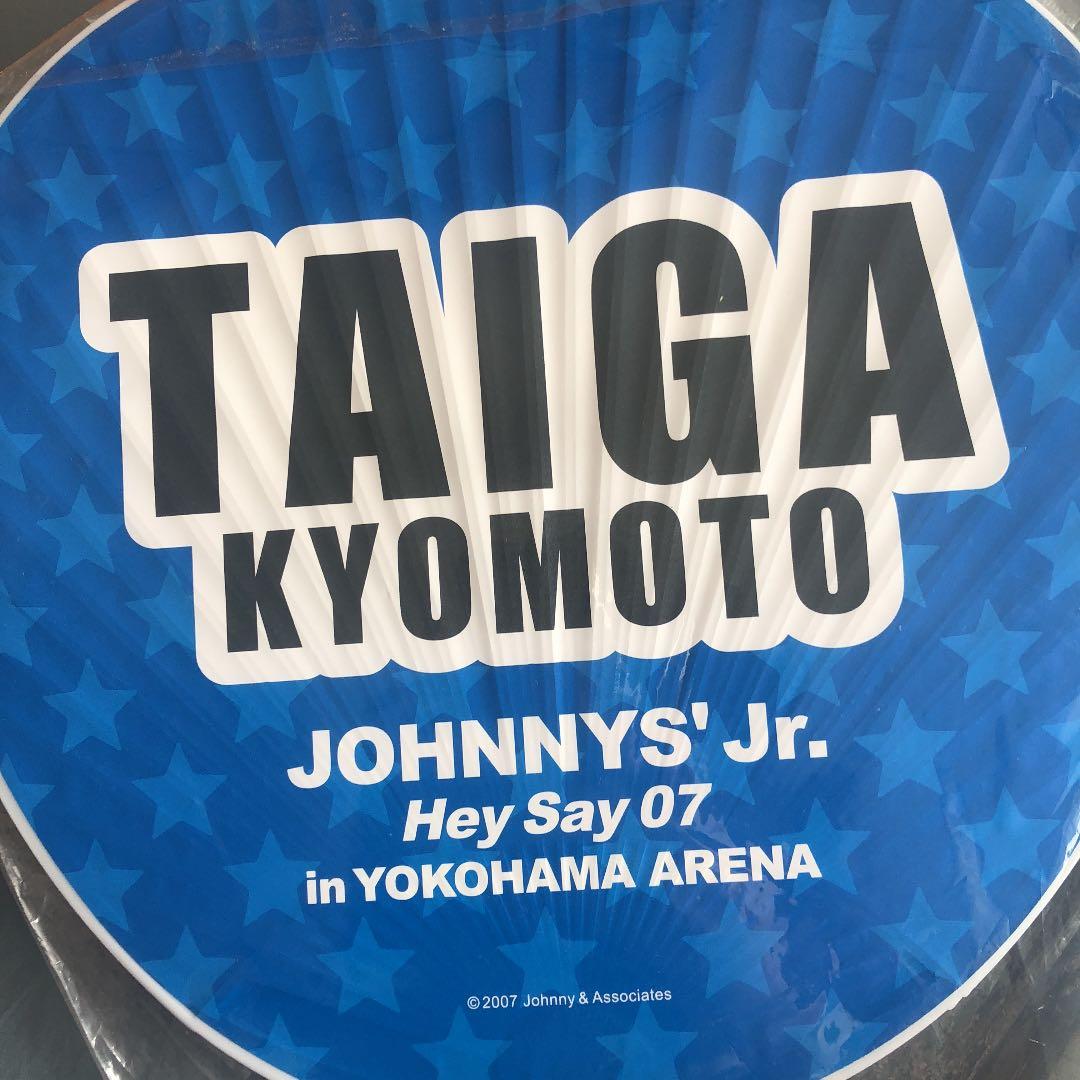 TAIGA
KYOMOTO
JOHNNYS' Jr.
Hey Say 07
in YOKOHAMA ARENA
©2007 Johnny & Associates